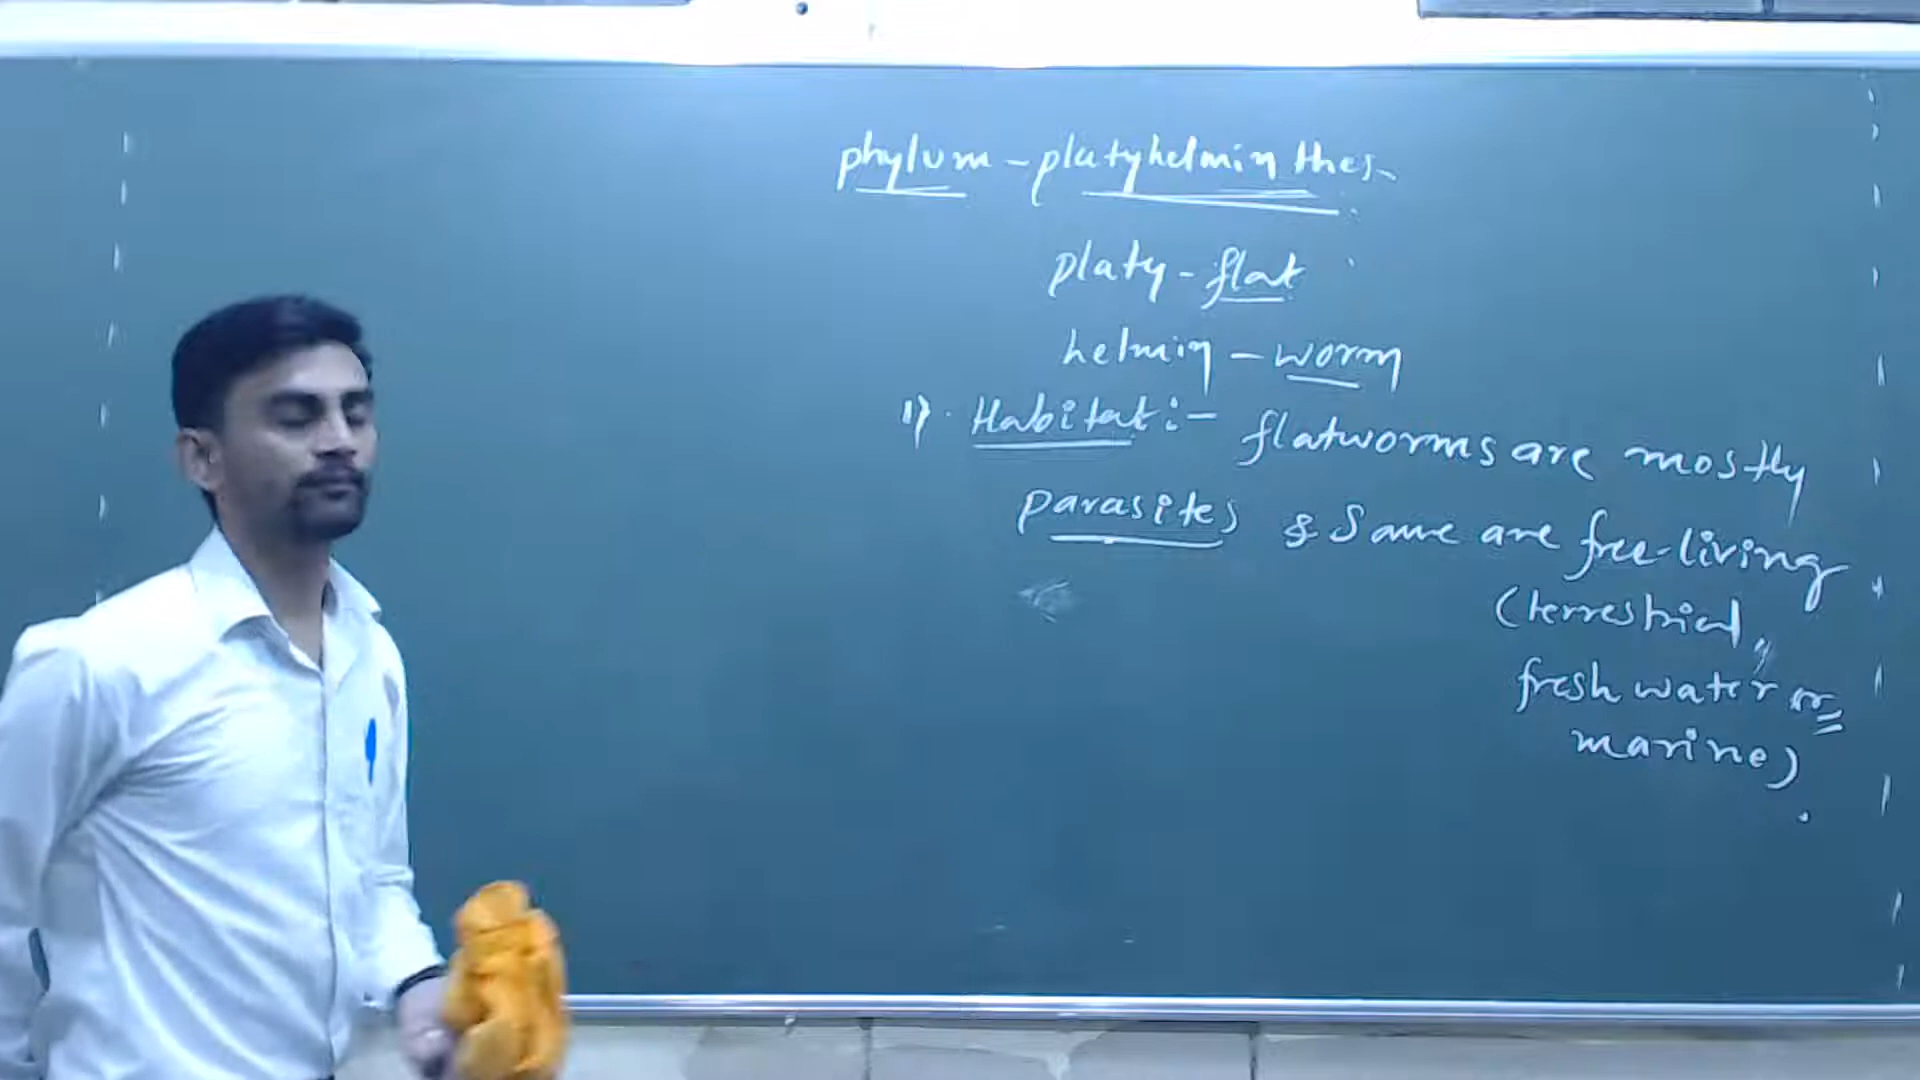 phylum - platyhelminthes
platy - flat
helmin - worm
1) Habitat :- flatworms are mostly
parasites & Some are free-living
(terrestrial,
fresh water or
marine)